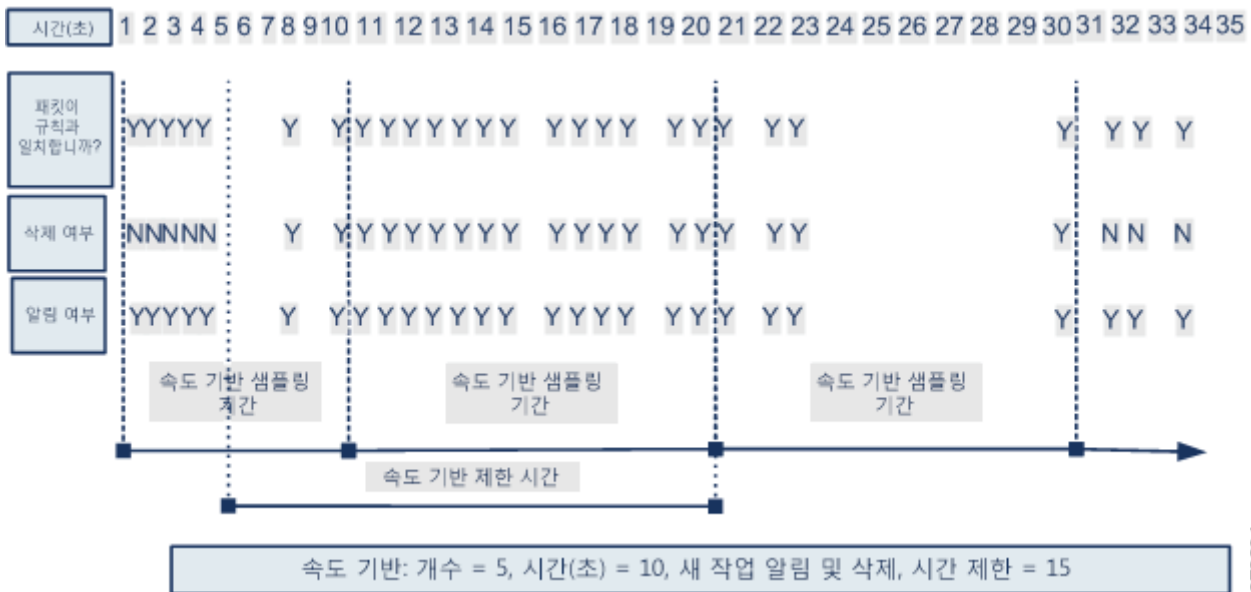 시간(초) 1 2 3 4 5 6 7 8 9 10 11 12 13 14 15 16 17 18 19 20 21 22 23 24 25 26 27 28 29 30 31 32 33 34 35
패킷이
규칙과
일치합니까?
YYYYY Y Y Y Y Y Y Y Y Y Y Y Y Y Y Y Y Y Y Y Y Y Y
삭제 여부 NNNNN Y Y Y Y Y Y Y Y Y Y Y Y Y Y Y Y Y Y Y N N N
알림 여부 YYYYY Y Y Y Y Y Y Y Y Y Y Y Y Y Y Y Y Y Y Y Y Y Y
속도 기반 샘플링
기간
속도 기반 샘플링
기간
속도 기반 샘플링
기간
속도 기반 제한 시간
속도 기반: 개수 = 5, 시간(초) = 10, 새 작업 알림 및 삭제, 시간 제한 = 15